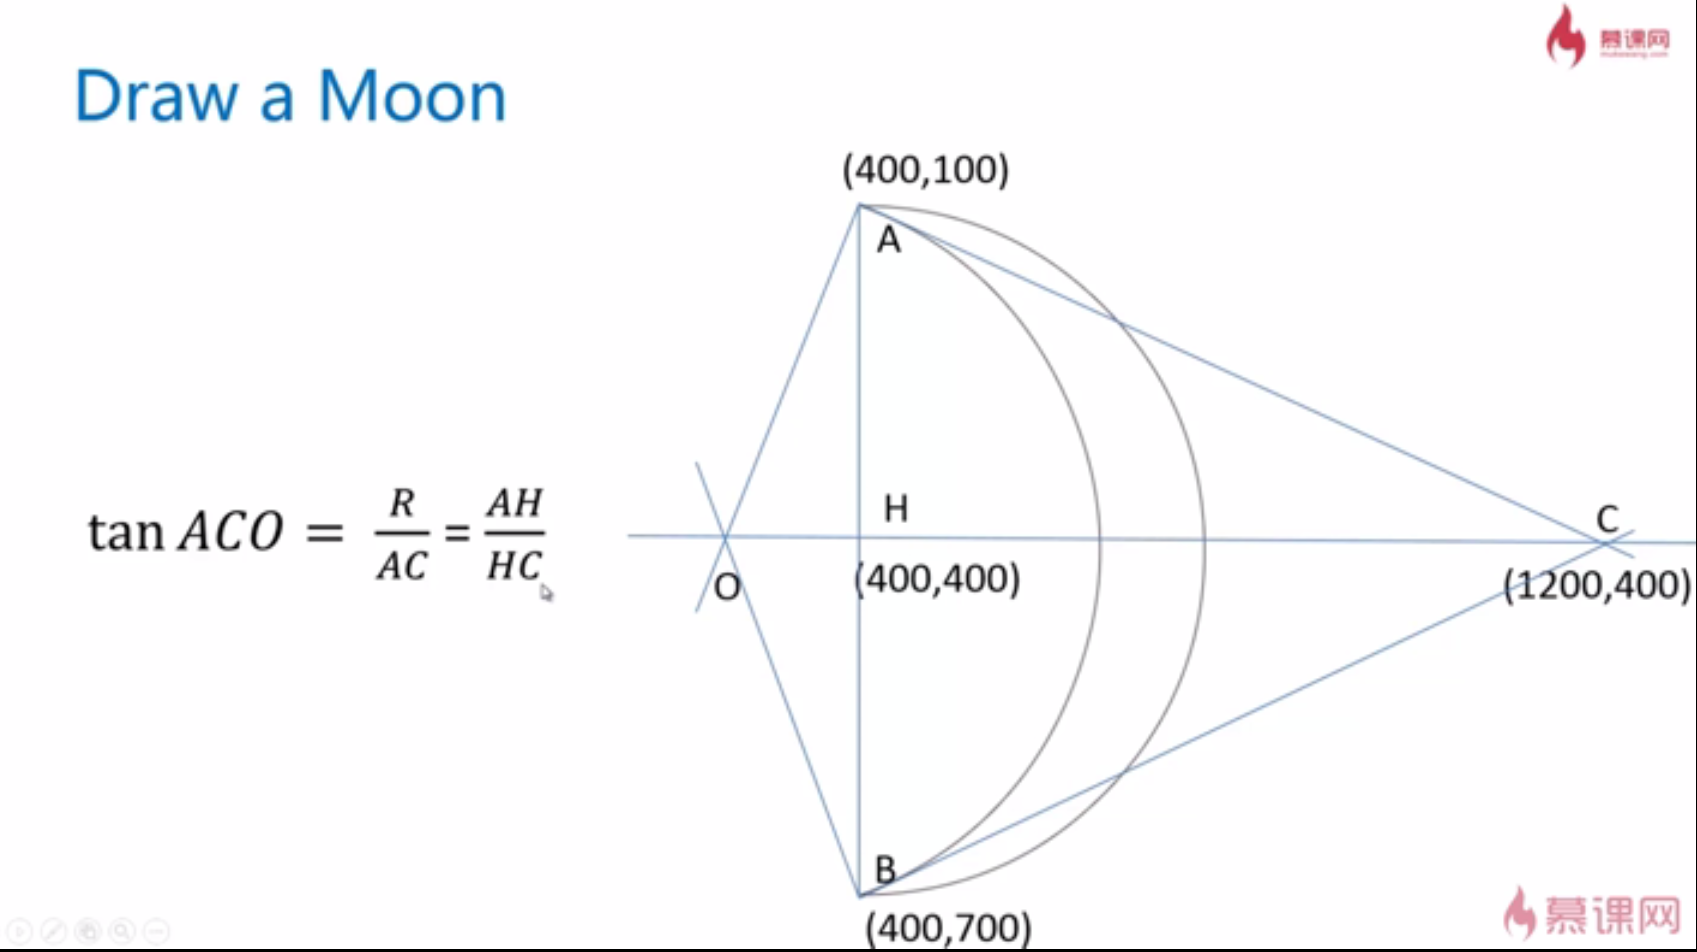 慕课网
Draw a Moon
(400,100)
A
H
C
tan ACO = R/AC = AH/HC
O
(400,400)
(1200,400)
B
(400,700)
慕课网